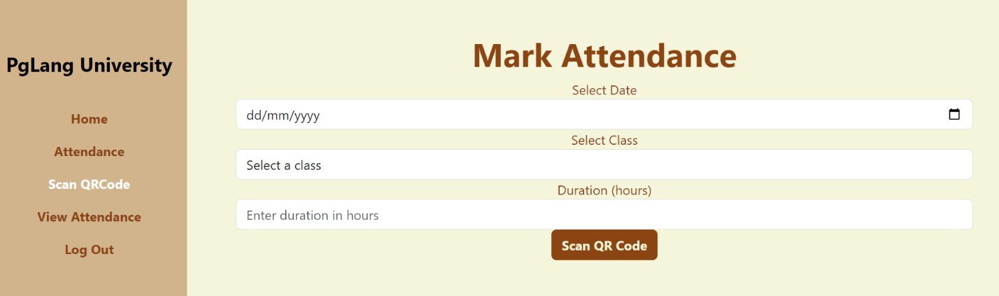 PgLang University
Home
Attendance
Scan QRCode
View Attendance
Log Out
Mark Attendance
Select Date
dd/mm/yyyy
Select Class
Select a class
Duration (hours)
Enter duration in hours
Scan QR Code